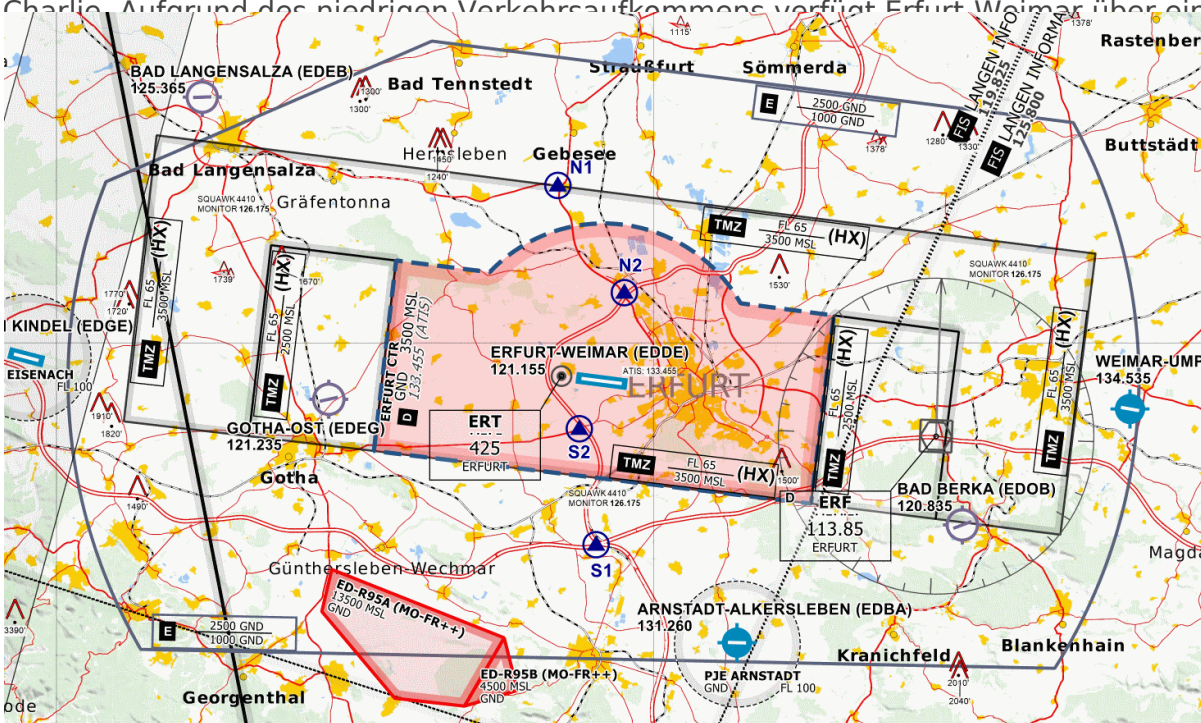 Charlie. Aufgrund des niedrigen Verkehrsaufkommens verfügt Erfurt-Weimar über
BAD LANGENSALZA (EDEB)
125.365
1300'
1300'
Bad Tennstedt
1115'
Straußfurt
Sömmerda
1378'
Rastenber
E
2500 GND
1000 GND
FIS LANGEN INFO
119.825
FIS LANGEN INFORMA
125.800
1378'
1280'
1330'
Buttstädt
1450'
1240'
Gebesee
N1
Bad Langensalza
SQUAWK 4410
MONITOR 126.175
Gräfentonna
TMZ
FL 65
3500 MSL
(HX)
TMZ
FL 65
3500 MSL
(HX)
1739'
1670'
TMZ
FL 65
2500 MSL
(HX)
N2
1530'
SQUAWK 4410
MONITOR 126.175
1770'
1720'
KINDEL (EDGE)
EISENACH
FL 100
ERFURT CTR
GND 3500 MSL
D 133.455 (ATIS)
ERFURT-WEIMAR (EDDE)
121.155
ATIS: 133.455
ERFURT
TMZ
FL 65
2500 MSL
(HX)
TMZ
FL 65
3500 MSL
(HX)
WEIMAR-UMP
134.535
1910'
1820'
GOTHA-OST (EDEG)
121.235
ERT
425
ERFURT
S2
TMZ
FL 65
3500 MSL
(HX)
1500'
D
Gotha
1490'
SQUAWK 4410
MONITOR 126.175
ERF
113.85
ERFURT
BAD BERKA (EDOB)
120.835
S1
Magda
Günthersleben Wechmar
ED-R95A (MO-FR++)
13500 MSL
GND
3390'
E
2500 GND
1000 GND
ARNSTADT-ALKERSLEBEN (EDBA)
131.260
PJE ARNSTADT
GND
FL 100
Kranichfeld
Blankenhain
2010'
2040'
ED-R95B (MO-FR++)
4500 MSL
GND
Georgenthal
ode